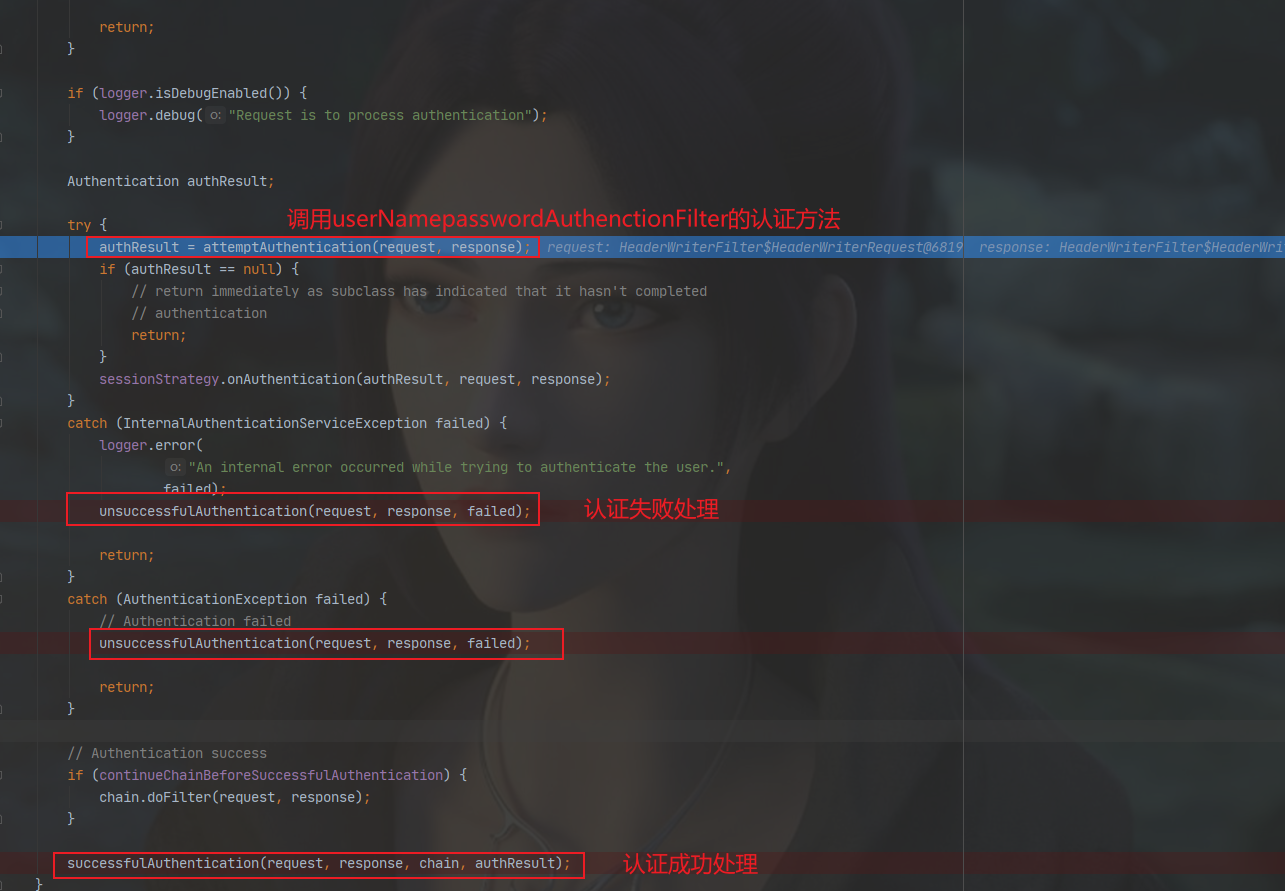 return;
}
if (logger.isDebugEnabled()) {
logger.debug( o: "Request is to process authentication");
}
Authentication authResult;
调用userNamepasswordAuthenctionFilter的认证方法
try {
authResult = attemptAuthentication(request, response); request: HeaderWriterFilter$HeaderWriterRequest@6819 response: HeaderWriterFilter$HeaderWri
if (authResult == null) {
// return immediately as subclass has indicated that it hasn't completed
// authentication
return;
}
sessionStrategy.onAuthentication(authResult, request, response);
}
catch (InternalAuthenticationServiceException failed) {
logger.error(
o: "An internal error occurred while trying to authenticate the user.",
failed);
unsuccessfulAuthentication(request, response, failed); 认证失败处理
return;
}
catch (AuthenticationException failed) {
// Authentication failed
unsuccessfulAuthentication(request, response, failed);
return;
}
// Authentication success
if (continueChainBeforeSuccessfulAuthentication) {
chain.doFilter(request, response);
}
successfulAuthentication(request, response, chain, authResult); 认证成功处理
}